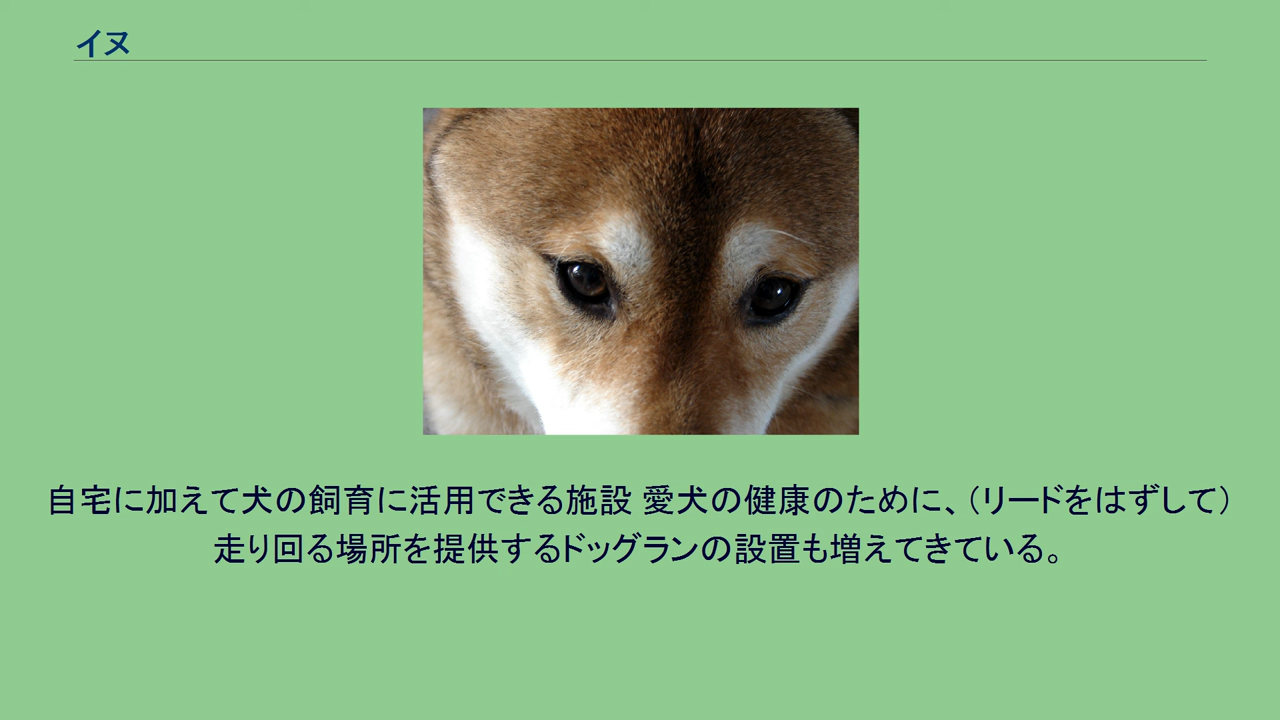 イヌ
自宅に加えて犬の飼育に活用できる施設 愛犬の健康のために、（リードをはずして）
走り回る場所を提供するドッグランの設置も増えてきている。